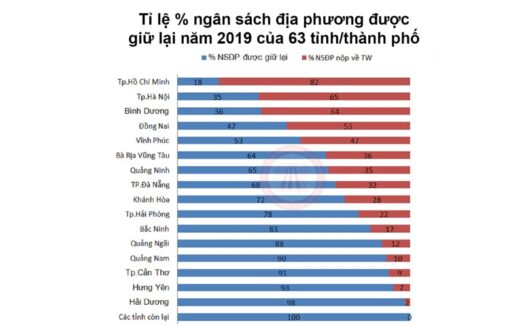 Tỉ lệ % ngân sách địa phương được
giữ lại năm 2019 của 63 tỉnh/thành phố
% NSĐP được giữ lại % NSĐP nộp về TW
Tp.Hồ Chí Minh 18 82
Tp.Hà Nội 35 65
Bình Dương 36 64
Đồng Nai 47 53
Vĩnh Phúc 53 47
Bà Rịa Vũng Tàu 64 36
Quảng Ninh 65 35
TP.Đà Nẵng 68 32
Khánh Hòa 72 28
Tp.Hải Phòng 78 22
Bắc Ninh 83 17
Quảng Ngãi 88 12
Quảng Nam 90 10
Tp.Cần Thơ 91 9
Hưng Yên 93 7
Hải Dương 98 2
Các tỉnh còn lại 100 0